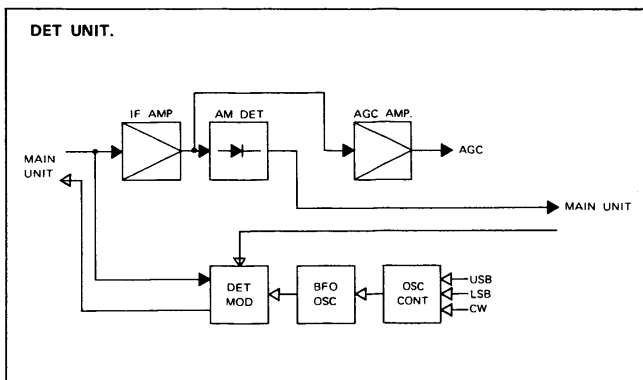 DET UNIT.
IF AMP
AM DET
AGC AMP.
AGC
MAIN
UNIT
MAIN UNIT
DET
MOD
BFO
OSC
OSC
CONT
USB
LSB
CW